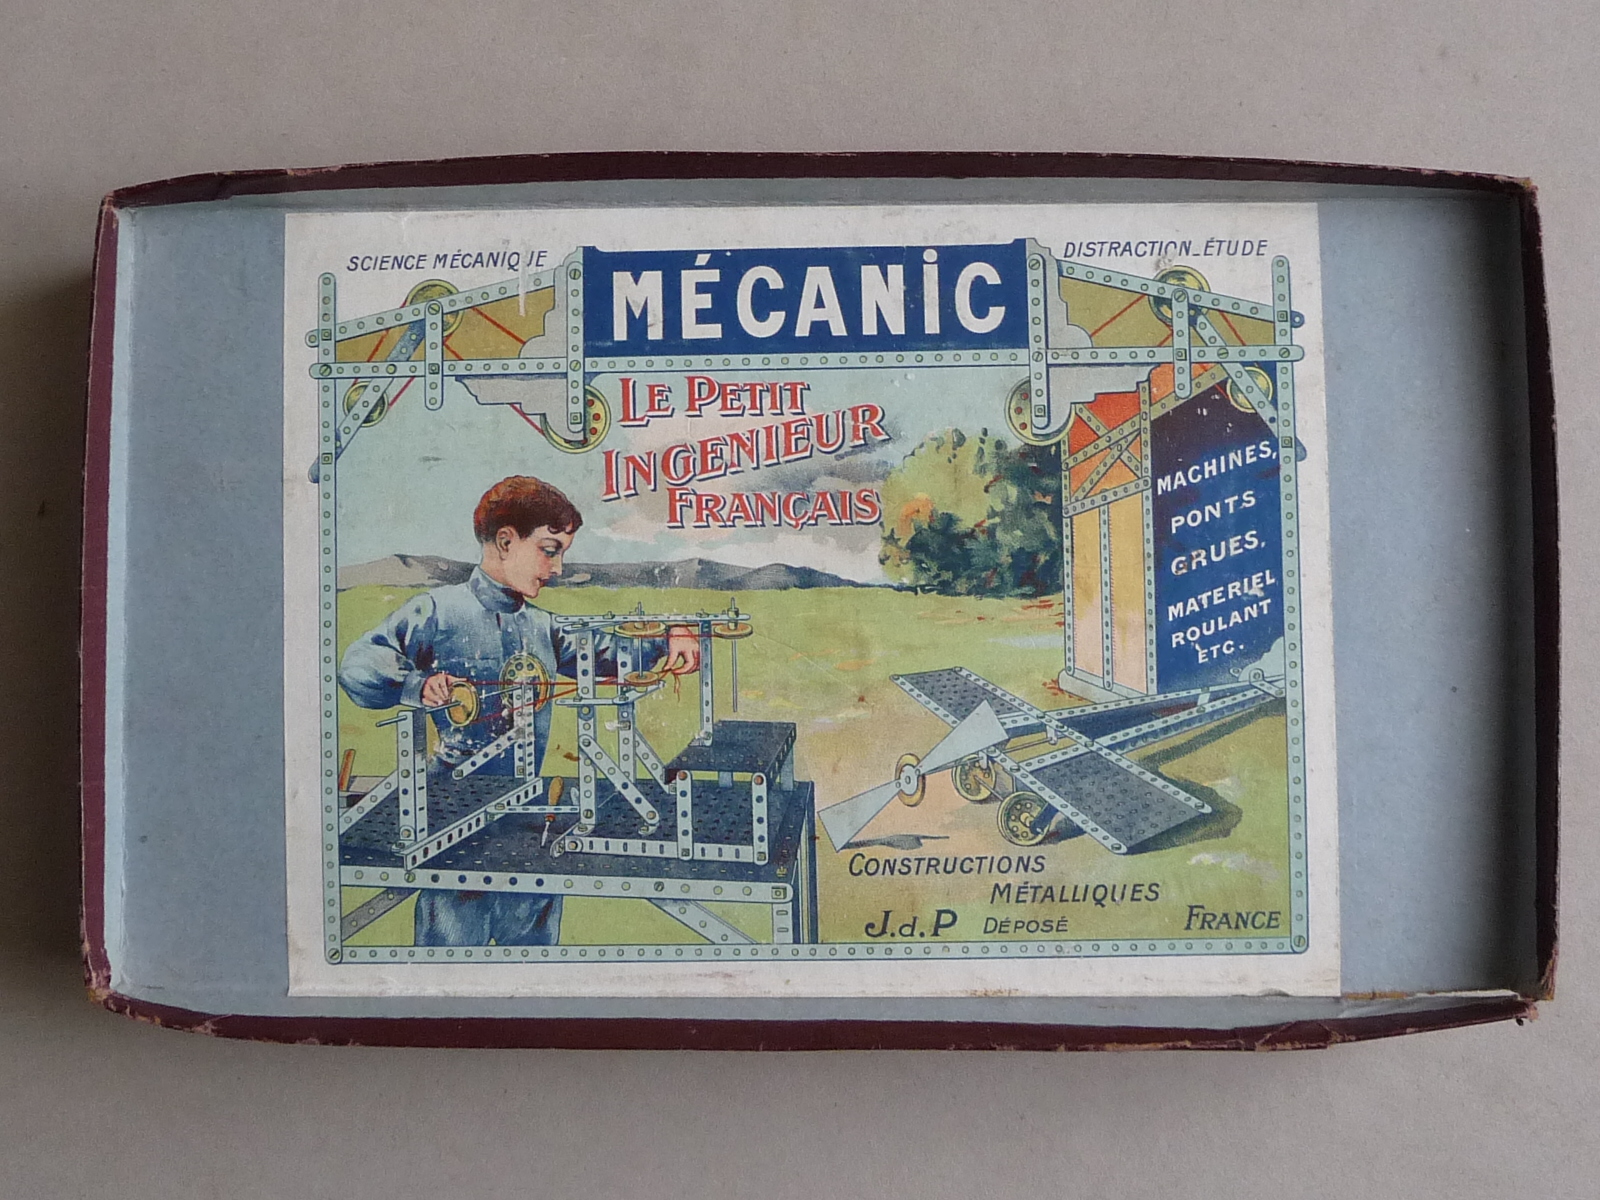 SCIENCE MÉCANIQUE
DISTRACTION_ÉTUDE
MÉCANIC
LE PETIT
INGENIEUR
FRANÇAIS
MACHINES,
PONTS
GRUES,
MATERIEL
ROULANT
ETC.
CONSTRUCTIONS
MÉTALLIQUES
J.d.P DÉPOSÉ FRANCE